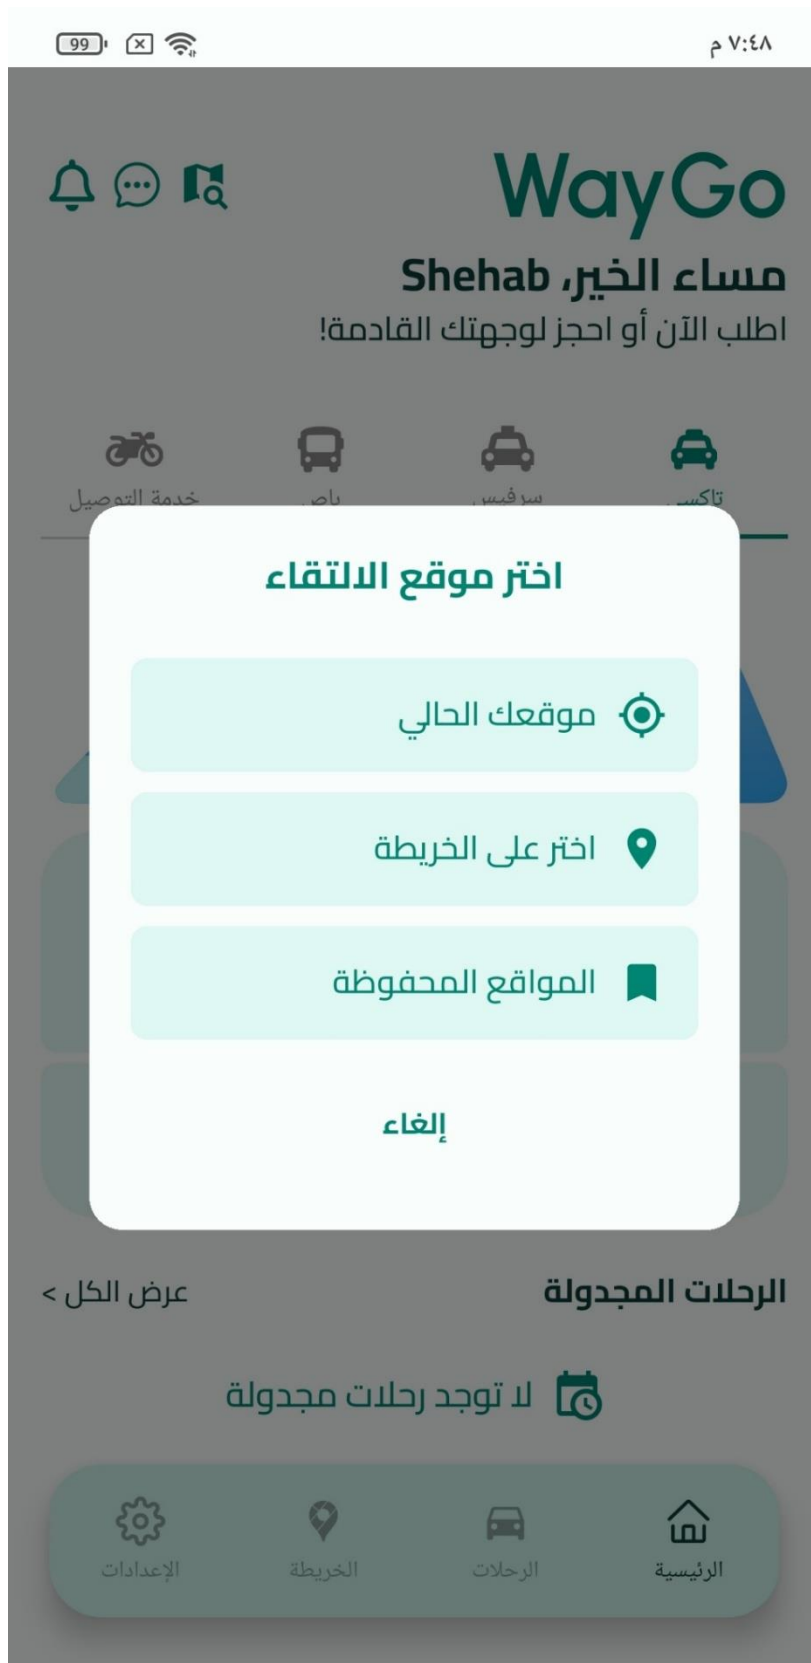 ٧:٤٨ م
99
WayGo
مساء الخير، Shehab
اطلب الآن أو احجز لوجهتك القادمة!
تاكسي سرفيس باص خدمة التوصيل
اختر موقع الالتقاء
موقعك الحالي
اختر على الخريطة
المواقع المحفوظة
إلغاء
الرحلات المجدولة عرض الكل >
لا توجد رحلات مجدولة
الرئيسية الرحلات الخريطة الإعدادات